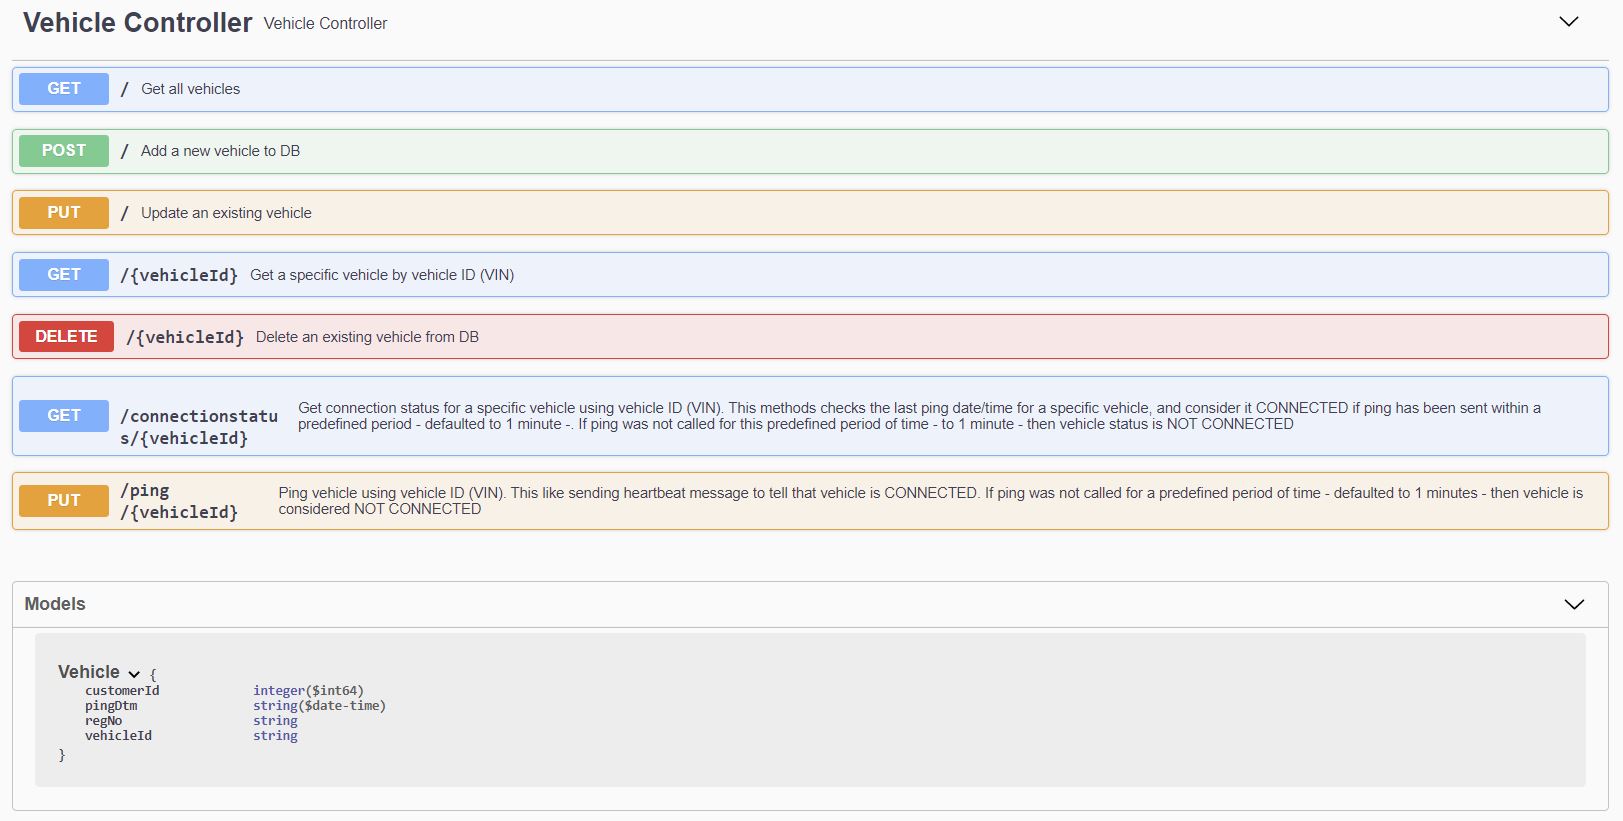 Vehicle Controller Vehicle Controller
GET / Get all vehicles
POST / Add a new vehicle to DB
PUT / Update an existing vehicle
GET /{vehicleId} Get a specific vehicle by vehicle ID (VIN)
DELETE /{vehicleId} Delete an existing vehicle from DB
GET /connectionstatu
s/{vehicleId}
Get connection status for a specific vehicle using vehicle ID (VIN). This methods checks the last ping date/time for a specific vehicle, and consider it CONNECTED if ping has been sent within a
predefined period - defaulted to 1 minute -. If ping was not called for this predefined period of time - to 1 minute - then vehicle status is NOT CONNECTED
PUT /ping
/{vehicleId}
Ping vehicle using vehicle ID (VIN). This like sending heartbeat message to tell that vehicle is CONNECTED. If ping was not called for a predefined period of time - defaulted to 1 minutes - then vehicle is
considered NOT CONNECTED
Models
Vehicle {
customerId integer($int64)
pingDtm string($date-time)
regNo string
vehicleId string
}